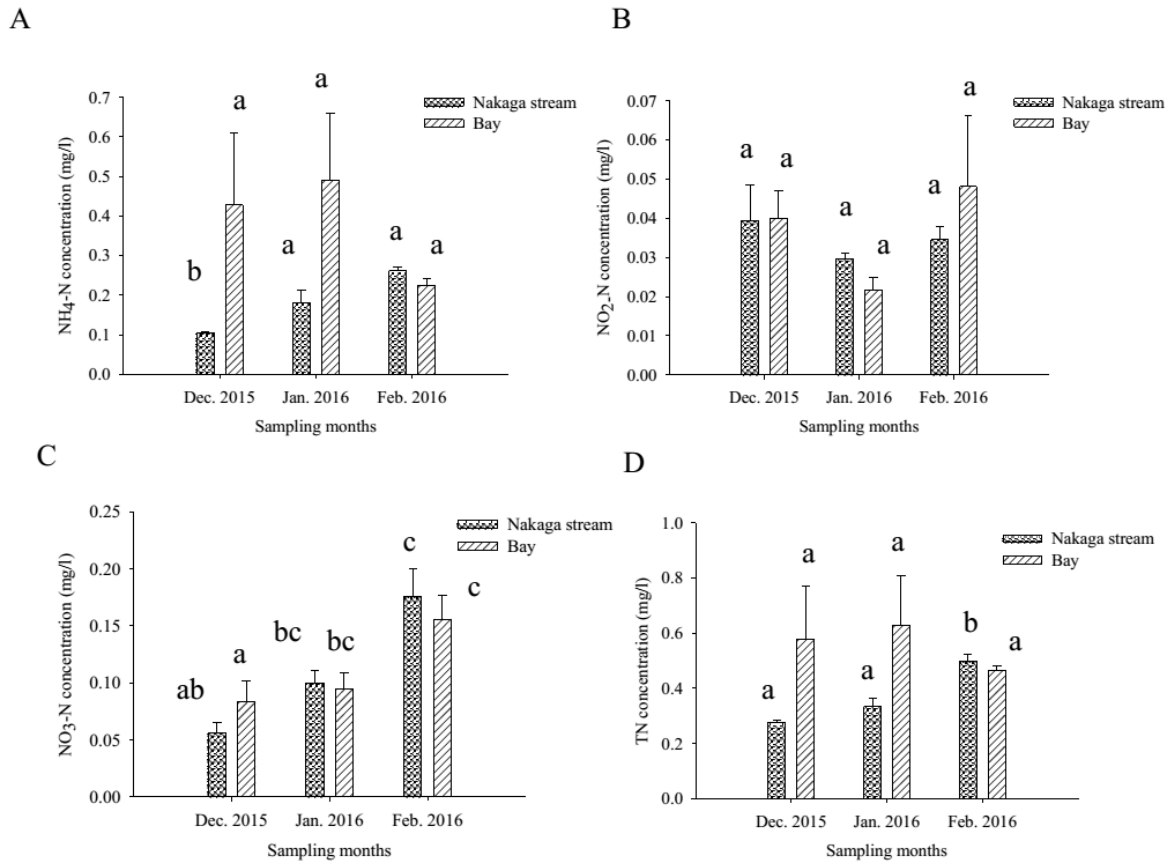 A
NH4-N concentration (mg/l)
0.7
0.6
0.5
0.4
0.3
0.2
0.1
0.0
b
a
a
a
a
a
Nakaga stream
Bay
Dec. 2015 Jan. 2016 Feb. 2016
Sampling months
B
NO2-N concentration (mg/l)
0.07
0.06
0.05
0.04
0.03
0.02
0.01
0.00
a
a
a
a
a
a
Nakaga stream
Bay
Dec. 2015 Jan. 2016 Feb. 2016
Sampling months
C
NO3-N concentration (mg/l)
0.25
0.20
0.15
0.10
0.05
0.00
ab
a
bc
bc
c
c
Nakaga stream
Bay
Dec. 2015 Jan. 2016 Feb. 2016
Sampling months
D
TN concentration (mg/l)
1.0
0.8
0.6
0.4
0.2
0.0
a
a
a
a
b
a
Nakaga stream
Bay
Dec. 2015 Jan. 2016 Feb. 2016
Sampling months